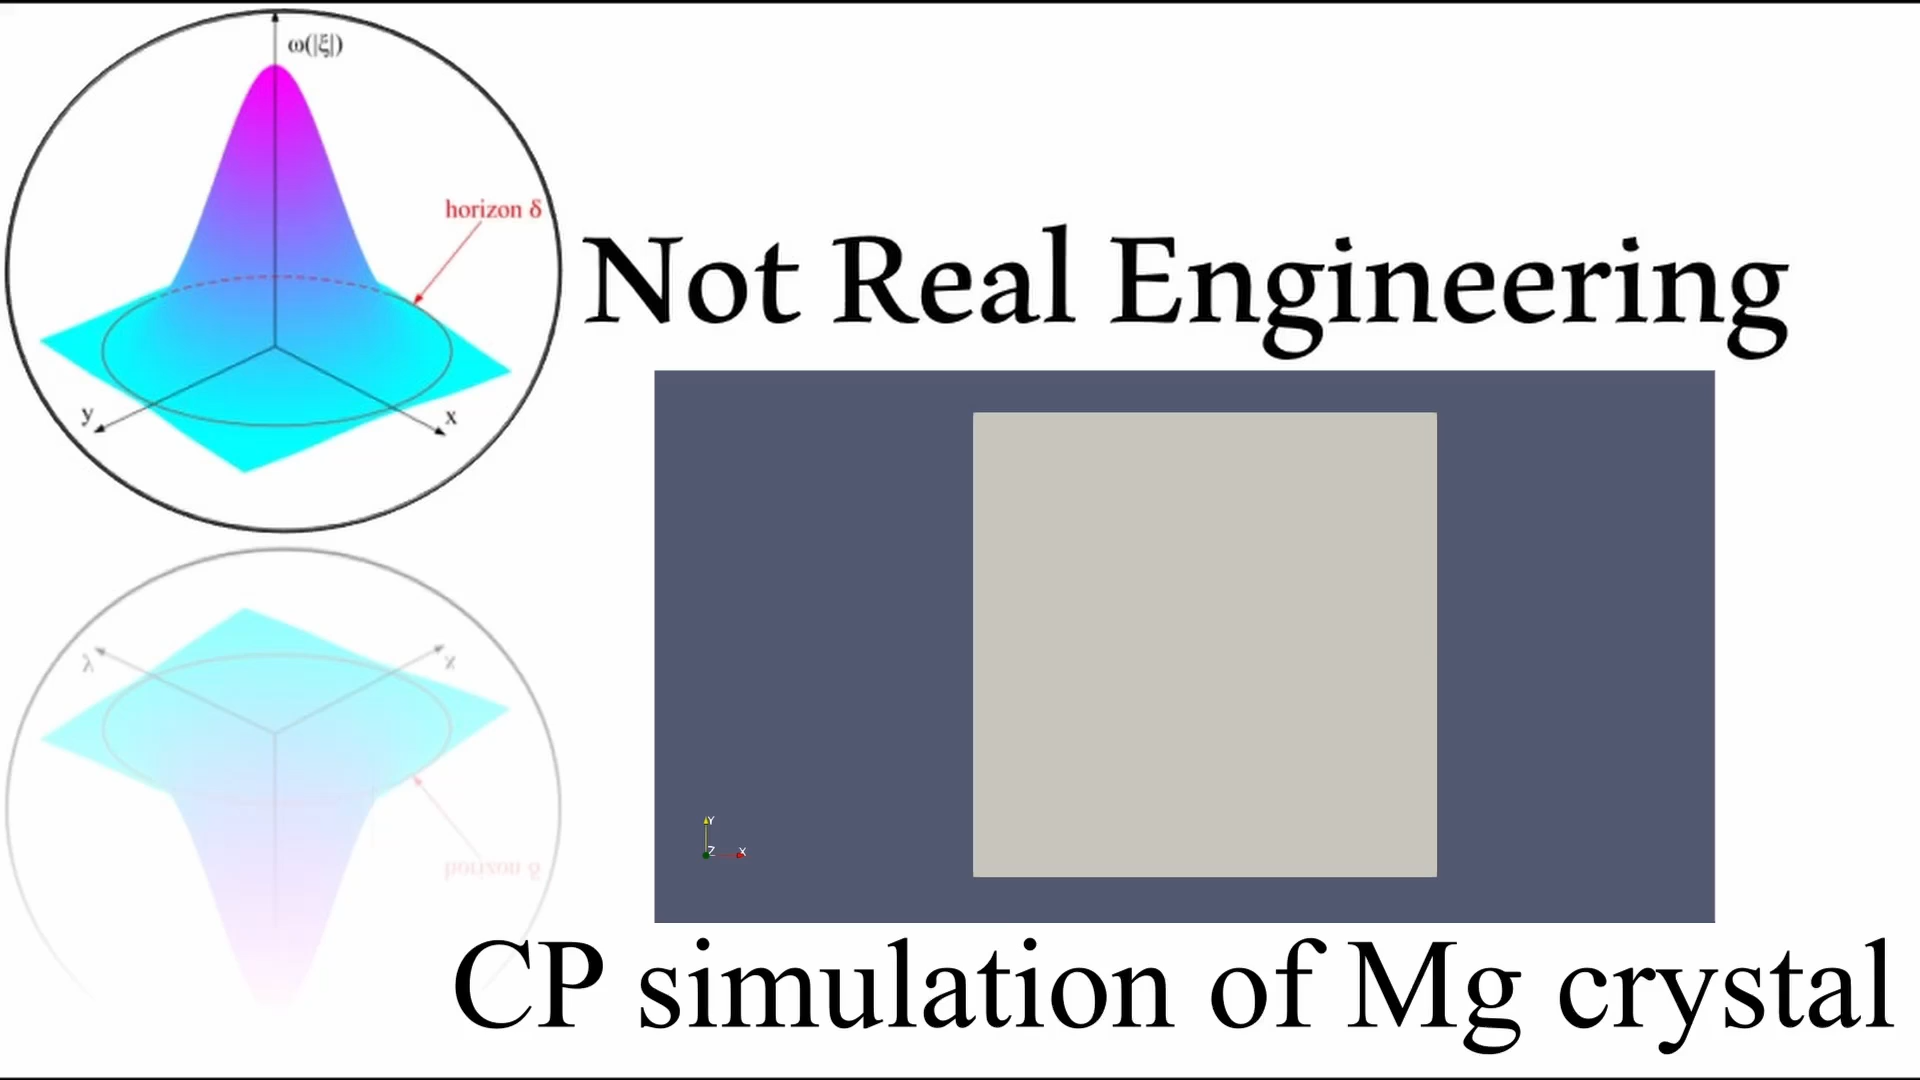 ω(|ξ|)
horizon δ
y
x
Not Real Engineering
Y
Z
X
CP simulation of Mg crystal